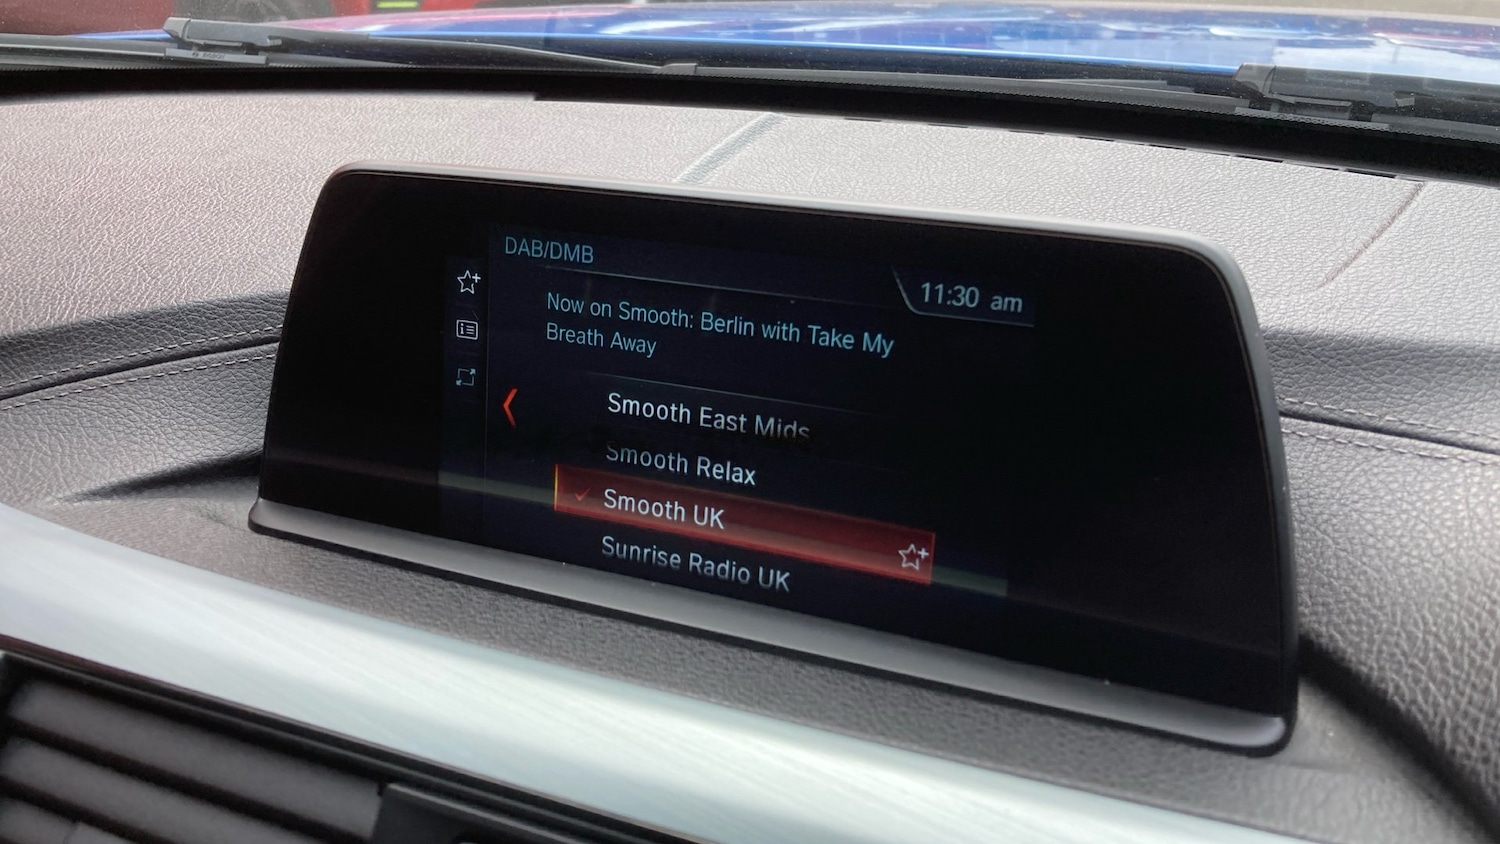 DAB/DMB
11:30 am
Now on Smooth: Berlin with Take My
Breath Away
Smooth East Mids
Smooth Relax
Smooth UK
Sunrise Radio UK